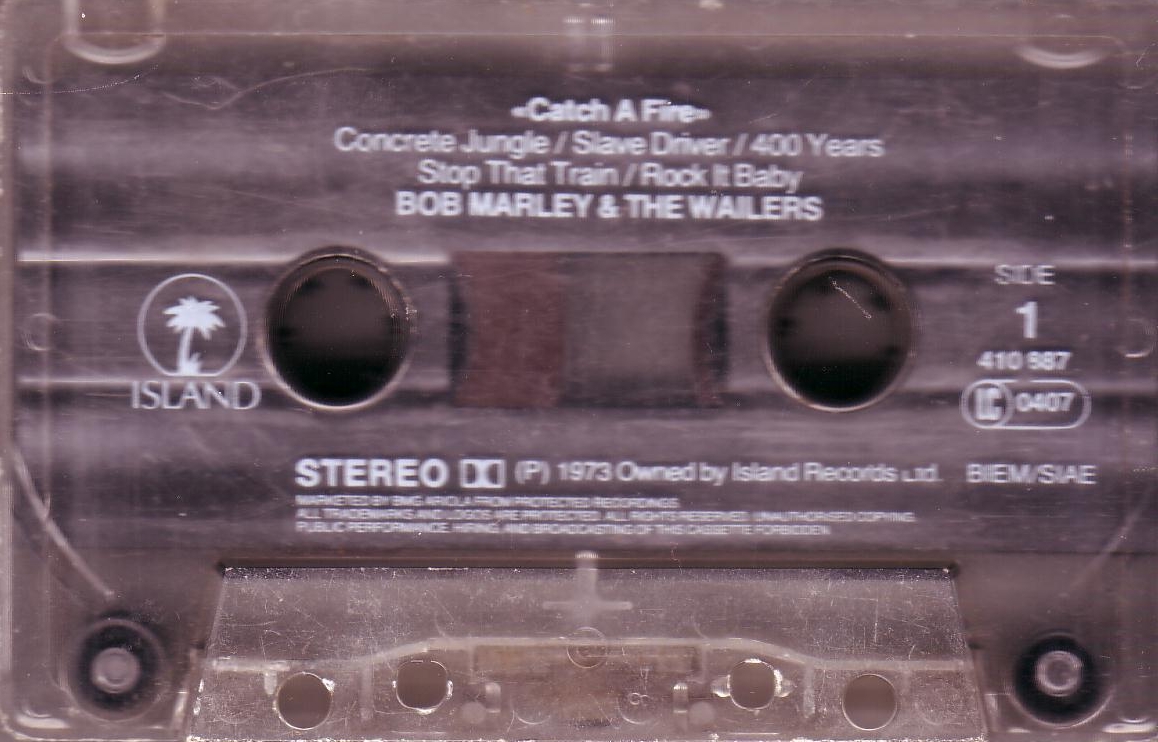 «Catch A Fire»
Concrete Jungle / Slave Driver / 400 Years
Stop That Train / Rock It Baby
BOB MARLEY & THE WAILERS
SIDE
1
410 887
LC 0407
ISLAND
STEREO (P) 1973 Owned by Island Records Ltd. BIEM/SIAE
MARKETED BY BMG ARIOLA FROM PROTECTED RECORDINGS.
ALL TRADEMARKS AND LOGOS ARE PROTECTED. ALL RIGHTS RESERVED. UNAUTHORISED COPYING,
PUBLIC PERFORMANCE, HIRING AND BROADCASTING OF THIS CASSETTE FORBIDDEN